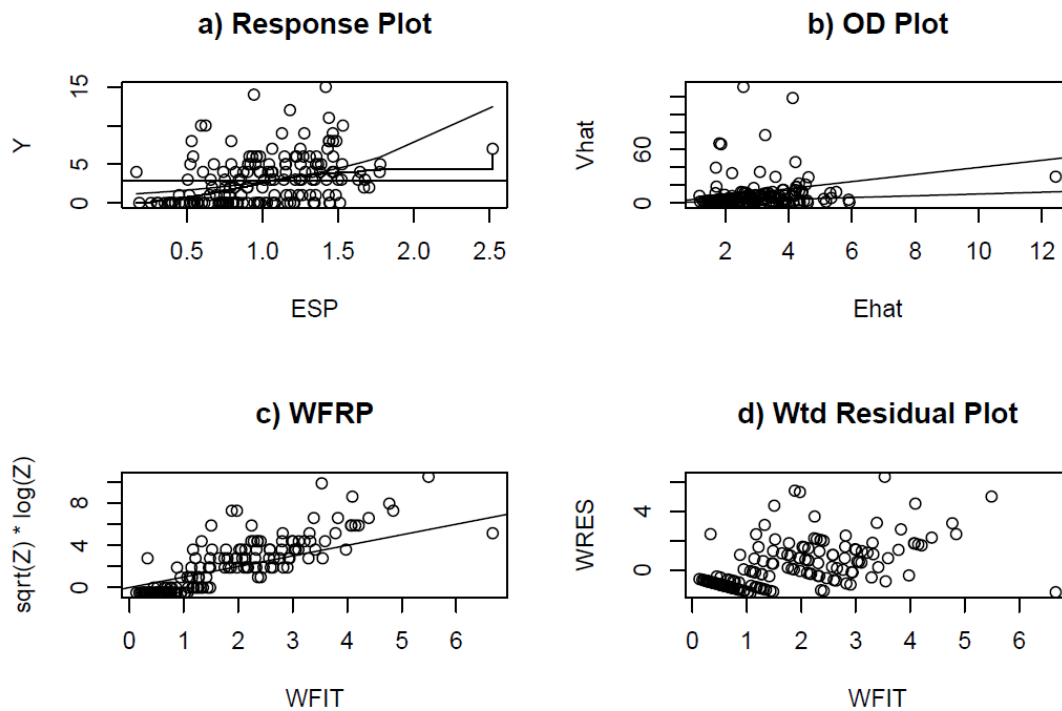 a) Response Plot
Y
0 5 15
0.5 1.0 1.5 2.0 2.5
ESP
b) OD Plot
Vhat
0 60
2 4 6 8 10 12
Ehat
c) WFRP
sqrt(Z) * log(Z)
0 4 8
0 1 2 3 4 5 6
WFIT
d) Wtd Residual Plot
WRES
0 4
0 1 2 3 4 5 6
WFIT